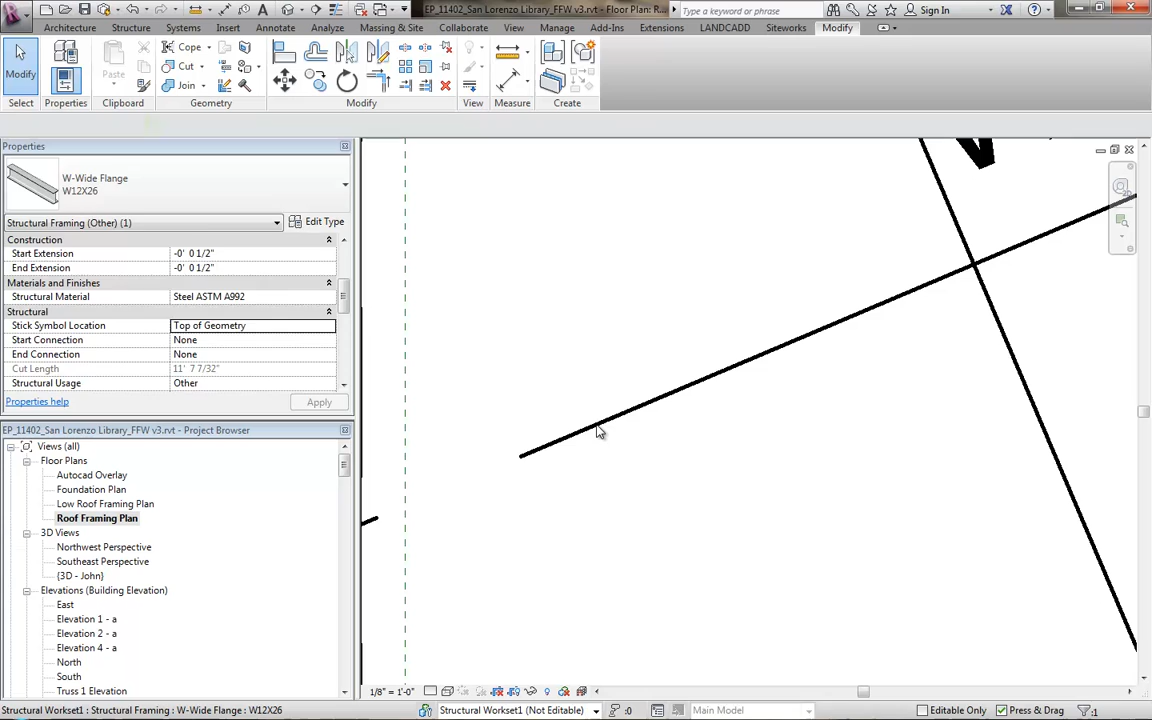 EP_11402_San Lorenzo Library_FFW v3.rvt - Floor Plan: R...
Type a keyword or phrase
Sign In
Architecture Structure Systems Insert Annotate Analyze Massing & Site Collaborate View Manage Add-Ins Extensions LANDCADD Siteworks Modify
Modify
Paste
Cope
Cut
Join
Select Properties Clipboard Geometry Modify View Measure Create
Properties
W-Wide Flange
W12X26
Structural Framing (Other) (1)
Edit Type
Construction
Start Extension -0' 0 1/2"
End Extension -0' 0 1/2"
Materials and Finishes
Structural Material Steel ASTM A992
Structural
Stick Symbol Location Top of Geometry
Start Connection None
End Connection None
Cut Length 11' 7 7/32"
Structural Usage Other
Properties help
Apply
EP_11402_San Lorenzo Library_FFW v3.rvt - Project Browser
Views (all)
Floor Plans
Autocad Overlay
Foundation Plan
Low Roof Framing Plan
Roof Framing Plan
3D Views
Northwest Perspective
Southeast Perspective
{3D - John}
Elevations (Building Elevation)
East
Elevation 1 - a
Elevation 2 - a
Elevation 4 - a
North
South
Truss 1 Elevation
1/8" = 1'-0"
Structural Workset1 : Structural Framing : W-Wide Flange : W12X26
Structural Workset1 (Not Editable)
:0
Main Model
Editable Only
Press & Drag
:1